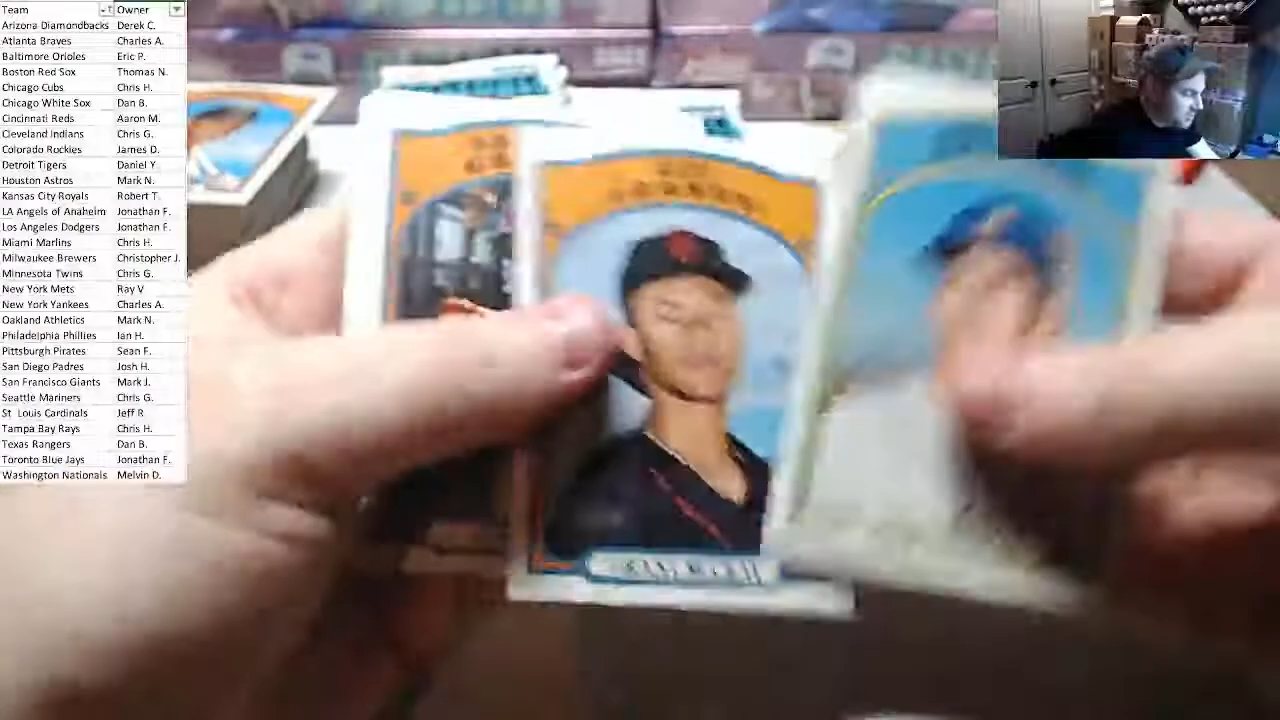 Team Owner
Arizona Diamondbacks Derek C.
Atlanta Braves Charles A.
Baltimore Orioles Eric P.
Boston Red Sox Thomas N.
Chicago Cubs Chris H.
Chicago White Sox Dan B.
Cincinnat Reds Aaron M.
Cleveland Indians Chris G.
Colorado Rockies James D.
Detroit Tigers Daniel Y
Houston Astros Mark N.
Kansas City Royals Robert T.
LA Angels of Anaheim Jonathan F.
Los Angeles Dodgers Jonathan F.
Miami Marlins Chris H.
Milwaukee Brewers Christopher J.
Minnesota Twins Chris G.
New York Mets Ray V
New York Yankees Charles A.
Oakland Athletics Mark N.
Philadelphia Phillies Ian H.
Pittsburgh Pirates Sean F.
San Diego Padres Josh H.
San Francisco Giants Mark J.
Seattle Mariners Chris G.
St Louis Cardinals Jeff R
Tampa Bay Rays Chris H.
Texas Rangers Dan B.
Toronto Blue Jays Jonathan F.
Washington Nationals Melvin D.